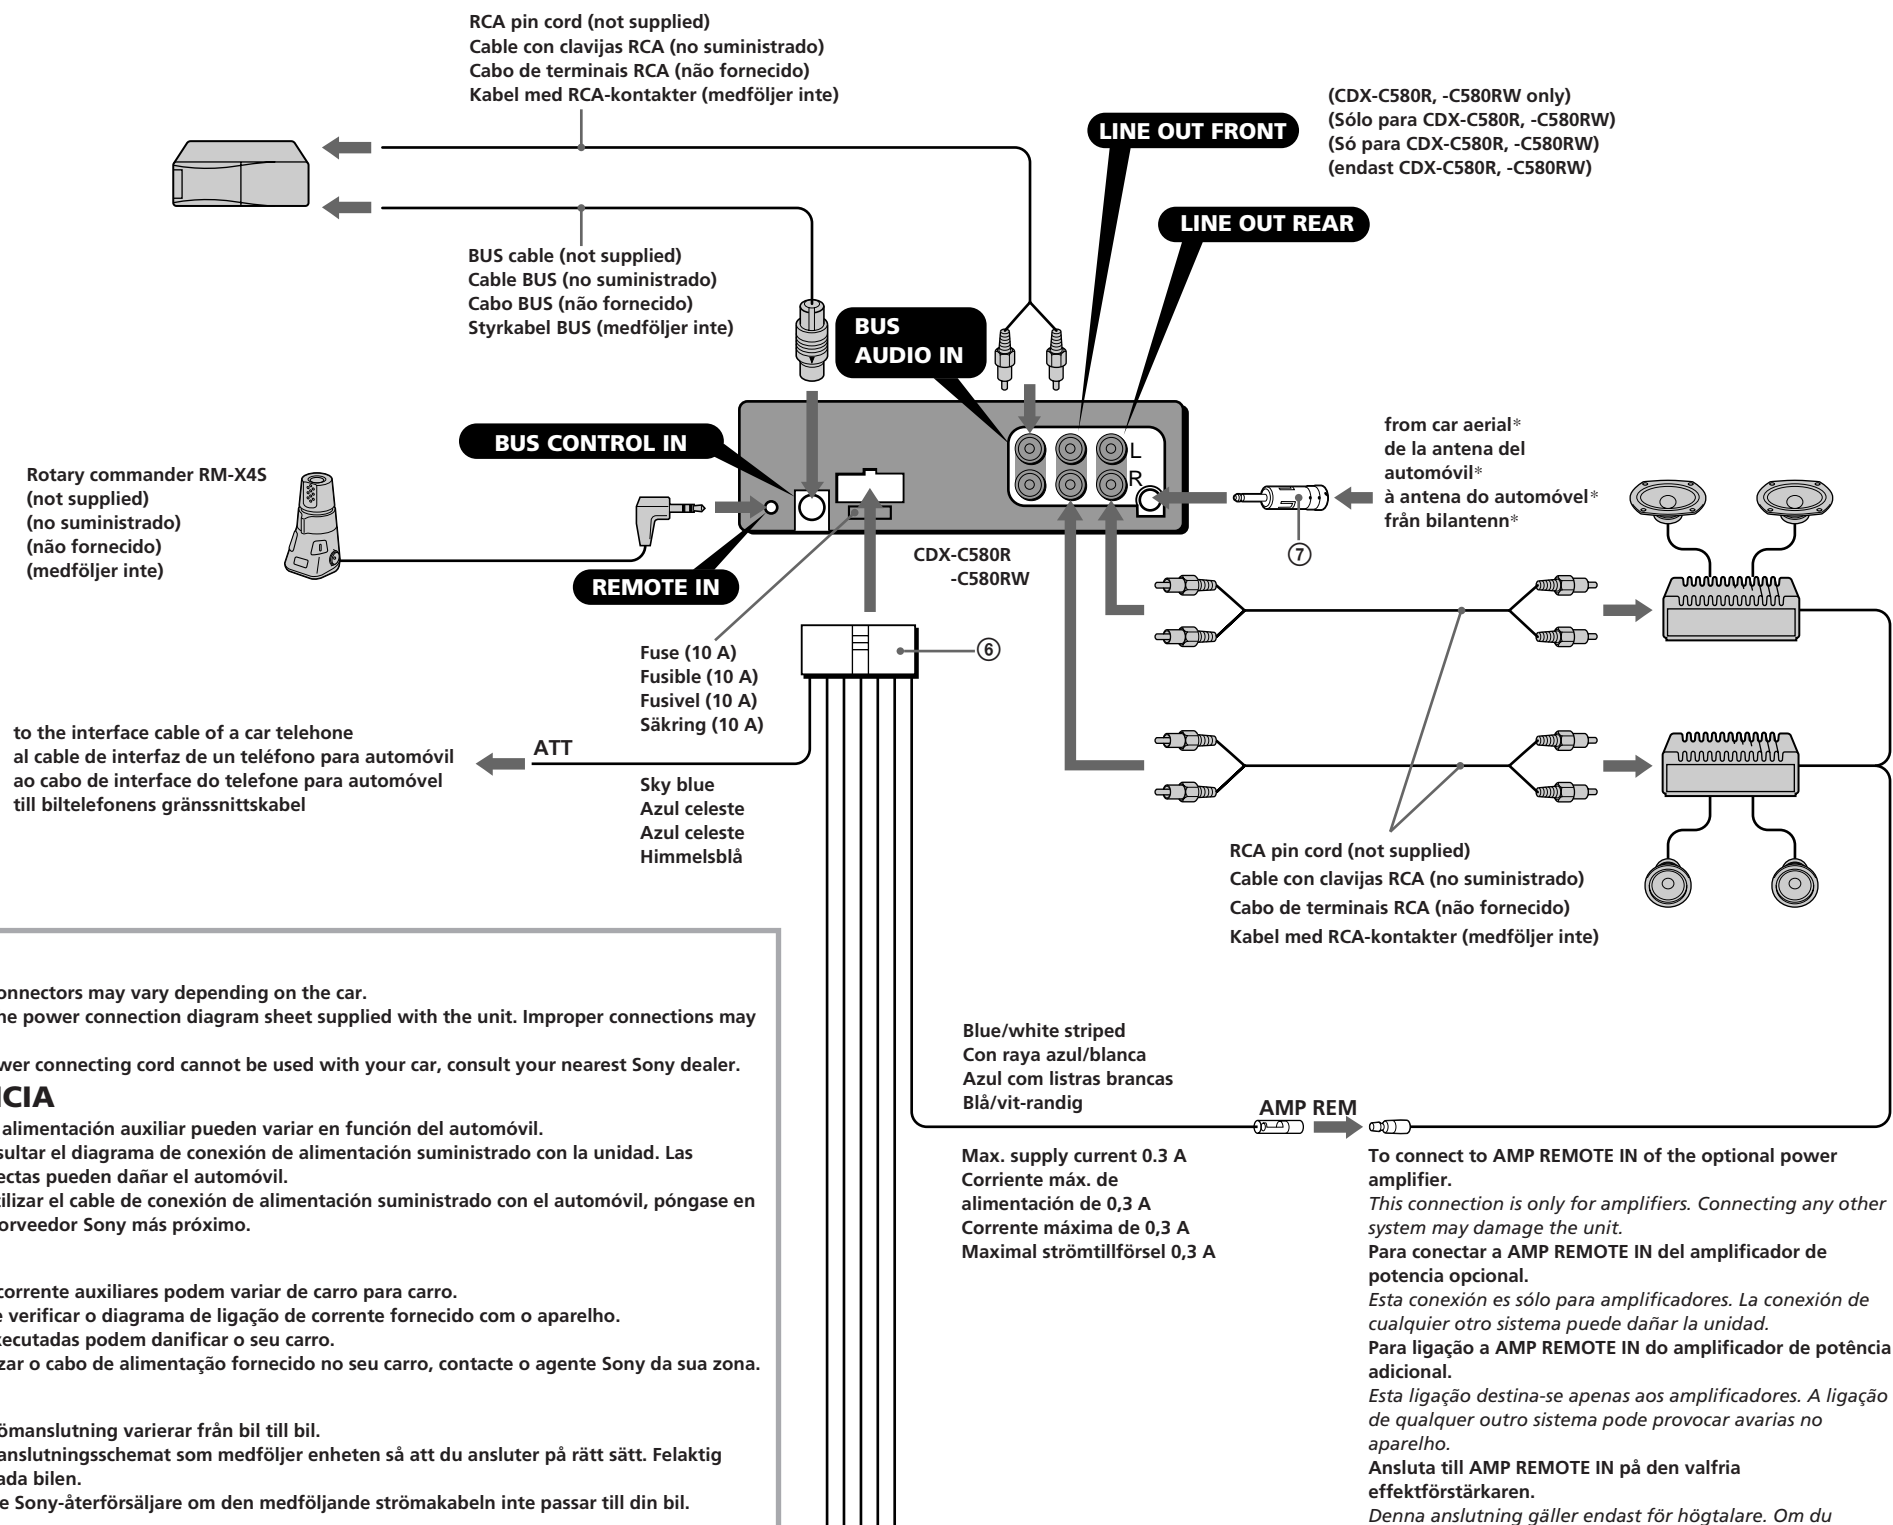 RCA pin cord (not supplied)
Cable con clavijas RCA (no suministrado)
Cabo de terminais RCA (não fornecido)
Kabel med RCA-kontakter (medföljer inte)
(CDX-C580R, -C580RW only)
(Sólo para CDX-C580R, -C580RW)
(Só para CDX-C580R, -C580RW)
(endast CDX-C580R, -C580RW)
LINE OUT FRONT
LINE OUT REAR
BUS cable (not supplied)
Cable BUS (no suministrado)
Cabo BUS (não fornecido)
Styrkabel BUS (medföljer inte)
BUS
AUDIO IN
BUS CONTROL IN
L
R
from car aerial*
de la antena del
automóvil*
à antena do automóvel*
från bilantenn*
⑦
Rotary commander RM-X4S
(not supplied)
(no suministrado)
(não fornecido)
(medföljer inte)
REMOTE IN
CDX-C580R
-C580RW
Fuse (10 A)
Fusible (10 A)
Fusivel (10 A)
Säkring (10 A)
⑥
to the interface cable of a car telehone
al cable de interfaz de un teléfono para automóvil
ao cabo de interface do telefone para automóvel
till biltelefonens gränssnittskabel
ATT
Sky blue
Azul celeste
Azul celeste
Himmelsblå
RCA pin cord (not supplied)
Cable con clavijas RCA (no suministrado)
Cabo de terminais RCA (não fornecido)
Kabel med RCA-kontakter (medföljer inte)
onnectors may vary depending on the car.
he power connection diagram sheet supplied with the unit. Improper connections may
wer connecting cord cannot be used with your car, consult your nearest Sony dealer.
NCIA
alimentación auxiliar pueden variar en función del automóvil.
sultar el diagrama de conexión de alimentación suministrado con la unidad. Las
ectas pueden dañar el automóvil.
tilizar el cable de conexión de alimentación suministrado con el automóvil, póngase en
orveedor Sony más próximo.
corrente auxiliares podem variar de carro para carro.
e verificar o diagrama de ligação de corrente fornecido com o aparelho.
xecutadas podem danificar o seu carro.
zar o cabo de alimentação fornecido no seu carro, contacte o agente Sony da sua zona.
ömanslutning varierar från bil till bil.
anslutningsschemat som medföljer enheten så att du ansluter på rätt sätt. Felaktig
ada bilen.
e Sony-återförsäljare om den medföljande strömakabeln inte passar till din bil.
Blue/white striped
Con raya azul/blanca
Azul com listras brancas
Blå/vit-randig
AMP REM
Max. supply current 0.3 A
Corriente máx. de
alimentación de 0,3 A
Corrente máxima de 0,3 A
Maximal strömtillförsel 0,3 A
To connect to AMP REMOTE IN of the optional power
amplifier.
This connection is only for amplifiers. Connecting any other
system may damage the unit.
Para conectar a AMP REMOTE IN del amplificador de
potencia opcional.
Esta conexión es sólo para amplificadores. La conexión de
cualquier otro sistema puede dañar la unidad.
Para ligação a AMP REMOTE IN do amplificador de potência
adicional.
Esta ligação destina-se apenas aos amplificadores. A ligação
de qualquer outro sistema pode provocar avarias no
aparelho.
Ansluta till AMP REMOTE IN på den valfria
effektförstärkaren.
Denna anslutning gäller endast för högtalare. Om du